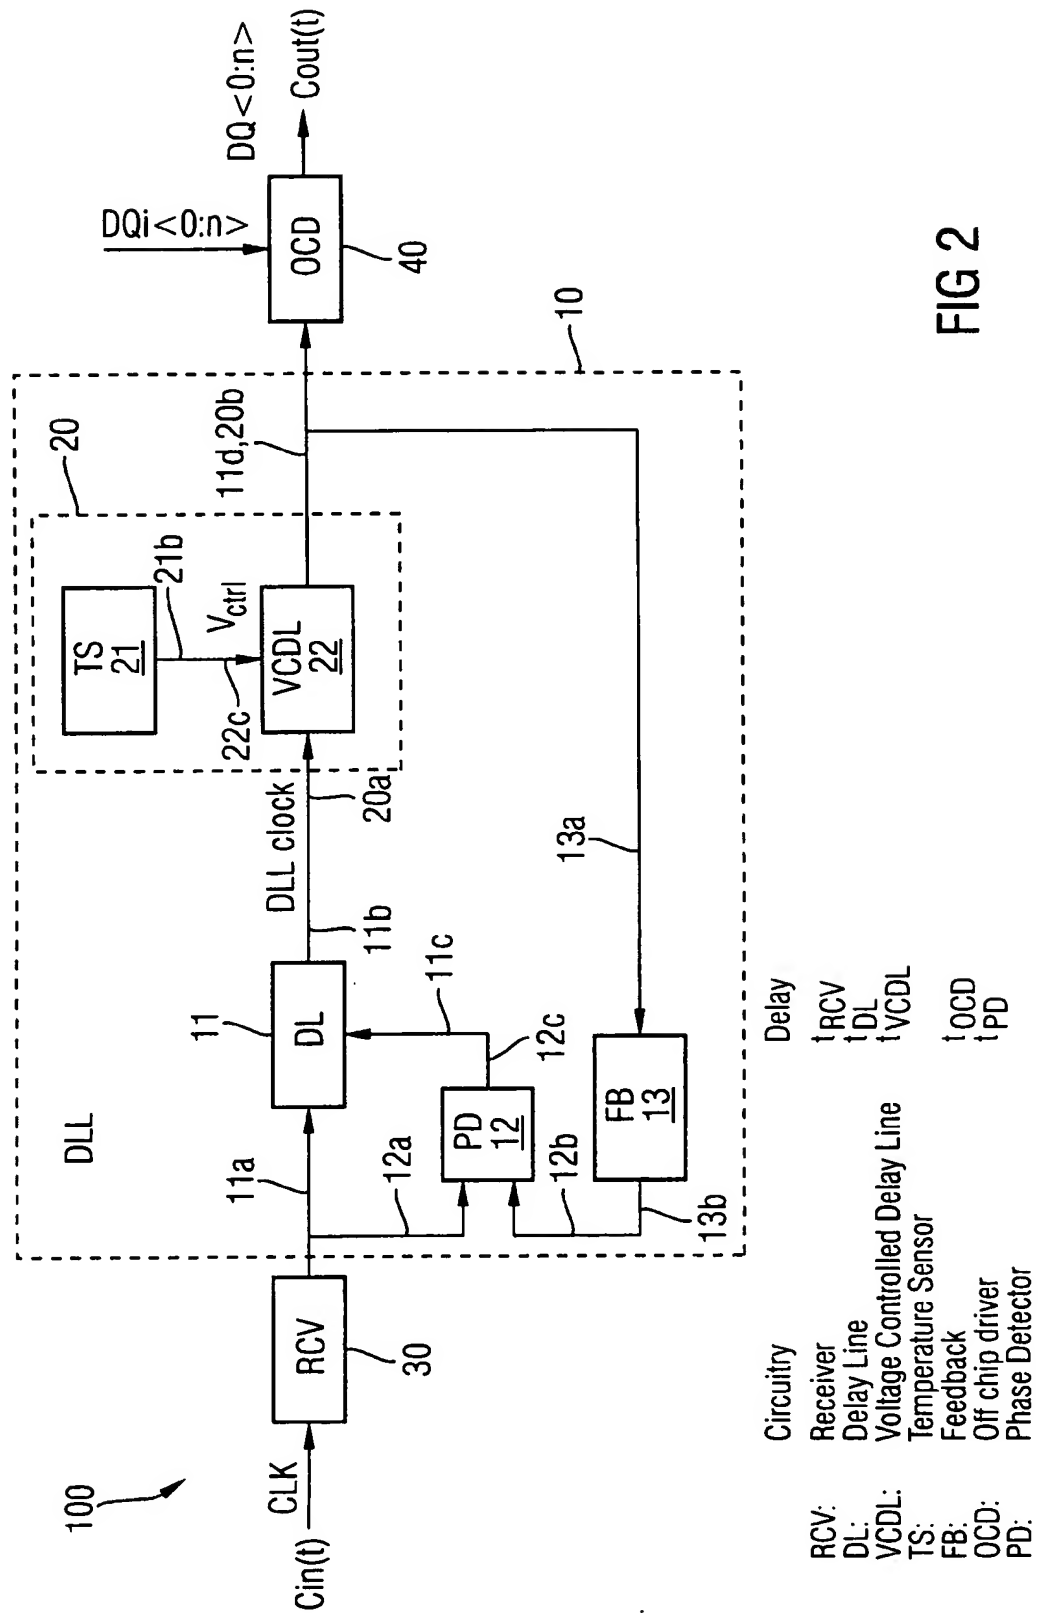 100
Cin(t)
CLK
RCV
30
DLL
11a
11
DL
11b
DLL clock
20a
20
TS
21
21b
22c
Vctrl
VCDL
22
11d,20b
10
DQi<0:n>
OCD
40
DQ<0:n>
Cout(t)
12a
PD
12
12c
11c
12b
FB
13
13b
13a
Circuitry Delay
RCV: Receiver tRCV
DL: Delay Line tDL
VCDL: Voltage Controlled Delay Line tVCDL
TS: Temperature Sensor
FB: Feedback
OCD: Off chip driver tOCD
PD: Phase Detector tPD
FIG 2